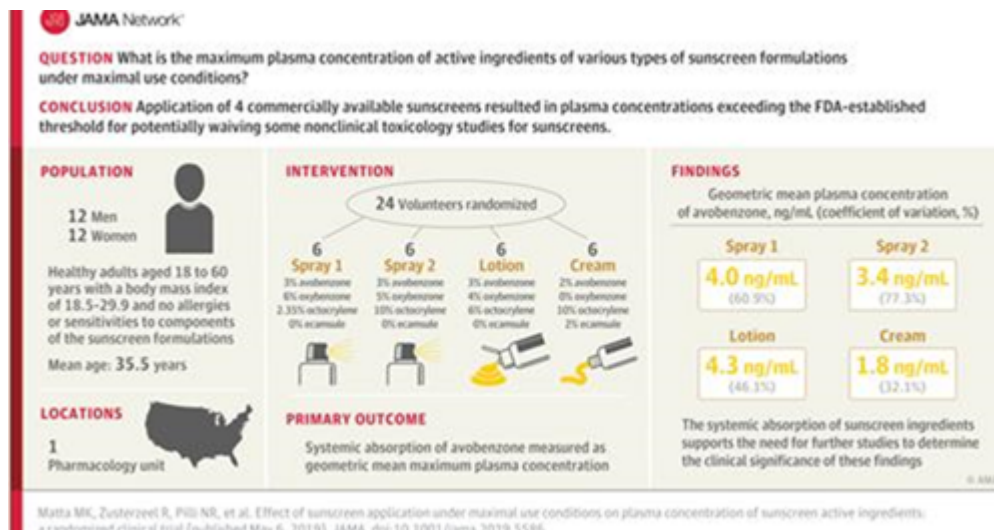 JAMA Network
QUESTION What is the maximum plasma concentration of active ingredients of various types of sunscreen formulations
under maximal use conditions?
CONCLUSION Application of 4 commercially available sunscreens resulted in plasma concentrations exceeding the FDA-established
threshold for potentially waiving some nonclinical toxicology studies for sunscreens.
POPULATION
12 Men
12 Women
Healthy adults aged 18 to 60
years with a body mass index
of 18.5-29.9 and no allergies
or sensitivities to components
of the sunscreen formulations
Mean age: 35.5 years
LOCATIONS
1
Pharmacology unit
INTERVENTION
24 Volunteers randomized
6
Spray 1
3% avobenzone
6% oxybenzone
2.35% octocrylene
0% ecamsule
6
Spray 2
3% avobenzone
5% oxybenzone
10% octocrylene
0% ecamsule
6
Lotion
3% avobenzone
4% oxybenzone
6% octocrylene
0% ecamsule
6
Cream
2% avobenzone
0% oxybenzone
10% octocrylene
2% ecamsule
PRIMARY OUTCOME
Systemic absorption of avobenzone measured as
geometric mean maximum plasma concentration
FINDINGS
Geometric mean plasma concentration
of avobenzone, ng/mL (coefficient of variation, %)
Spray 1
4.0 ng/mL
(60.9%)
Spray 2
3.4 ng/mL
(77.3%)
Lotion
4.3 ng/mL
(46.1%)
Cream
1.8 ng/mL
(32.1%)
The systemic absorption of sunscreen ingredients
supports the need for further studies to determine
the clinical significance of these findings
© AMA
Matta MK, Zusterzeel R, Pilli NR, et al. Effect of sunscreen application under maximal use conditions on plasma concentration of sunscreen active ingredients:
a randomized clinical trial [published May 6, 2019]. JAMA. doi:10.1001/jama.2019.5586